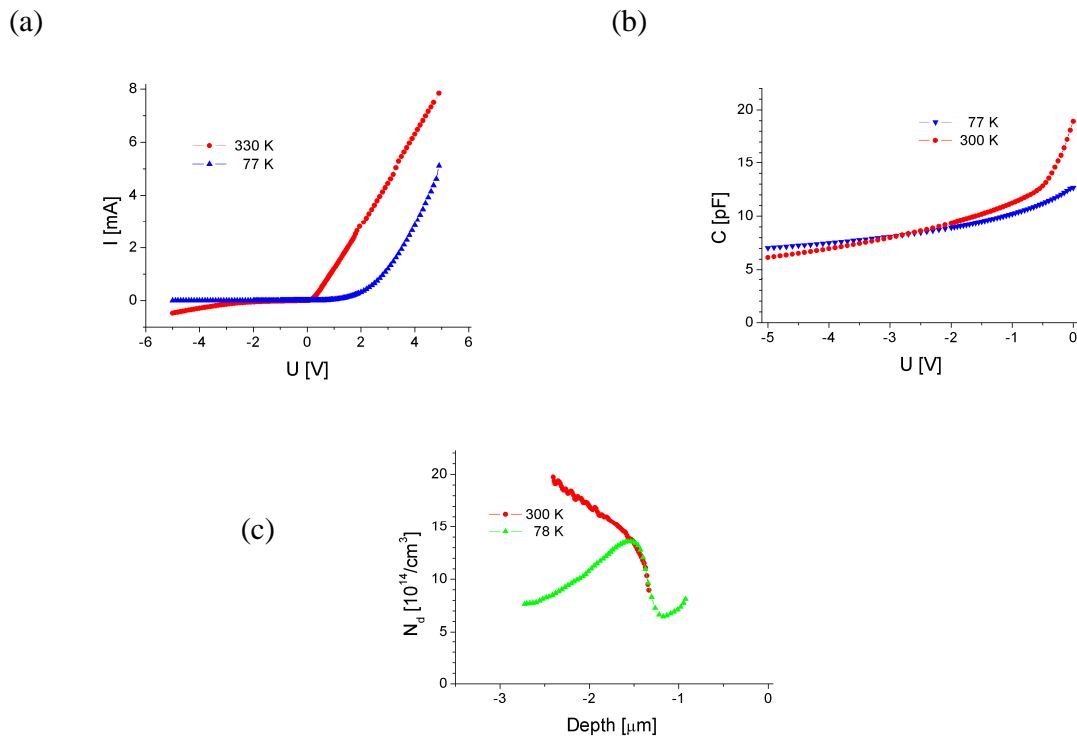 (a)
(b)
8
6
4
2
0
I [mA]
330 K
77 K
-6
-4
-2
0
2
4
6
U [V]
20
15
10
5
0
C [pF]
77 K
300 K
-5
-4
-3
-2
-1
0
U [V]
(c)
20
15
10
5
0
N_d [10^14/cm^3]
300 K
78 K
-3
-2
-1
0
Depth [μm]